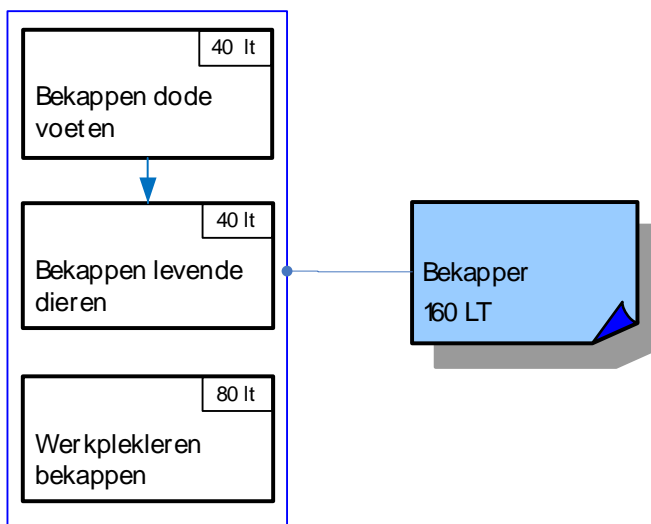 40 lt
Bekappen dode
voeten
40 lt
Bekappen levende
dieren
Bekapper
160 LT
80 lt
Werkplekleren
bekappen